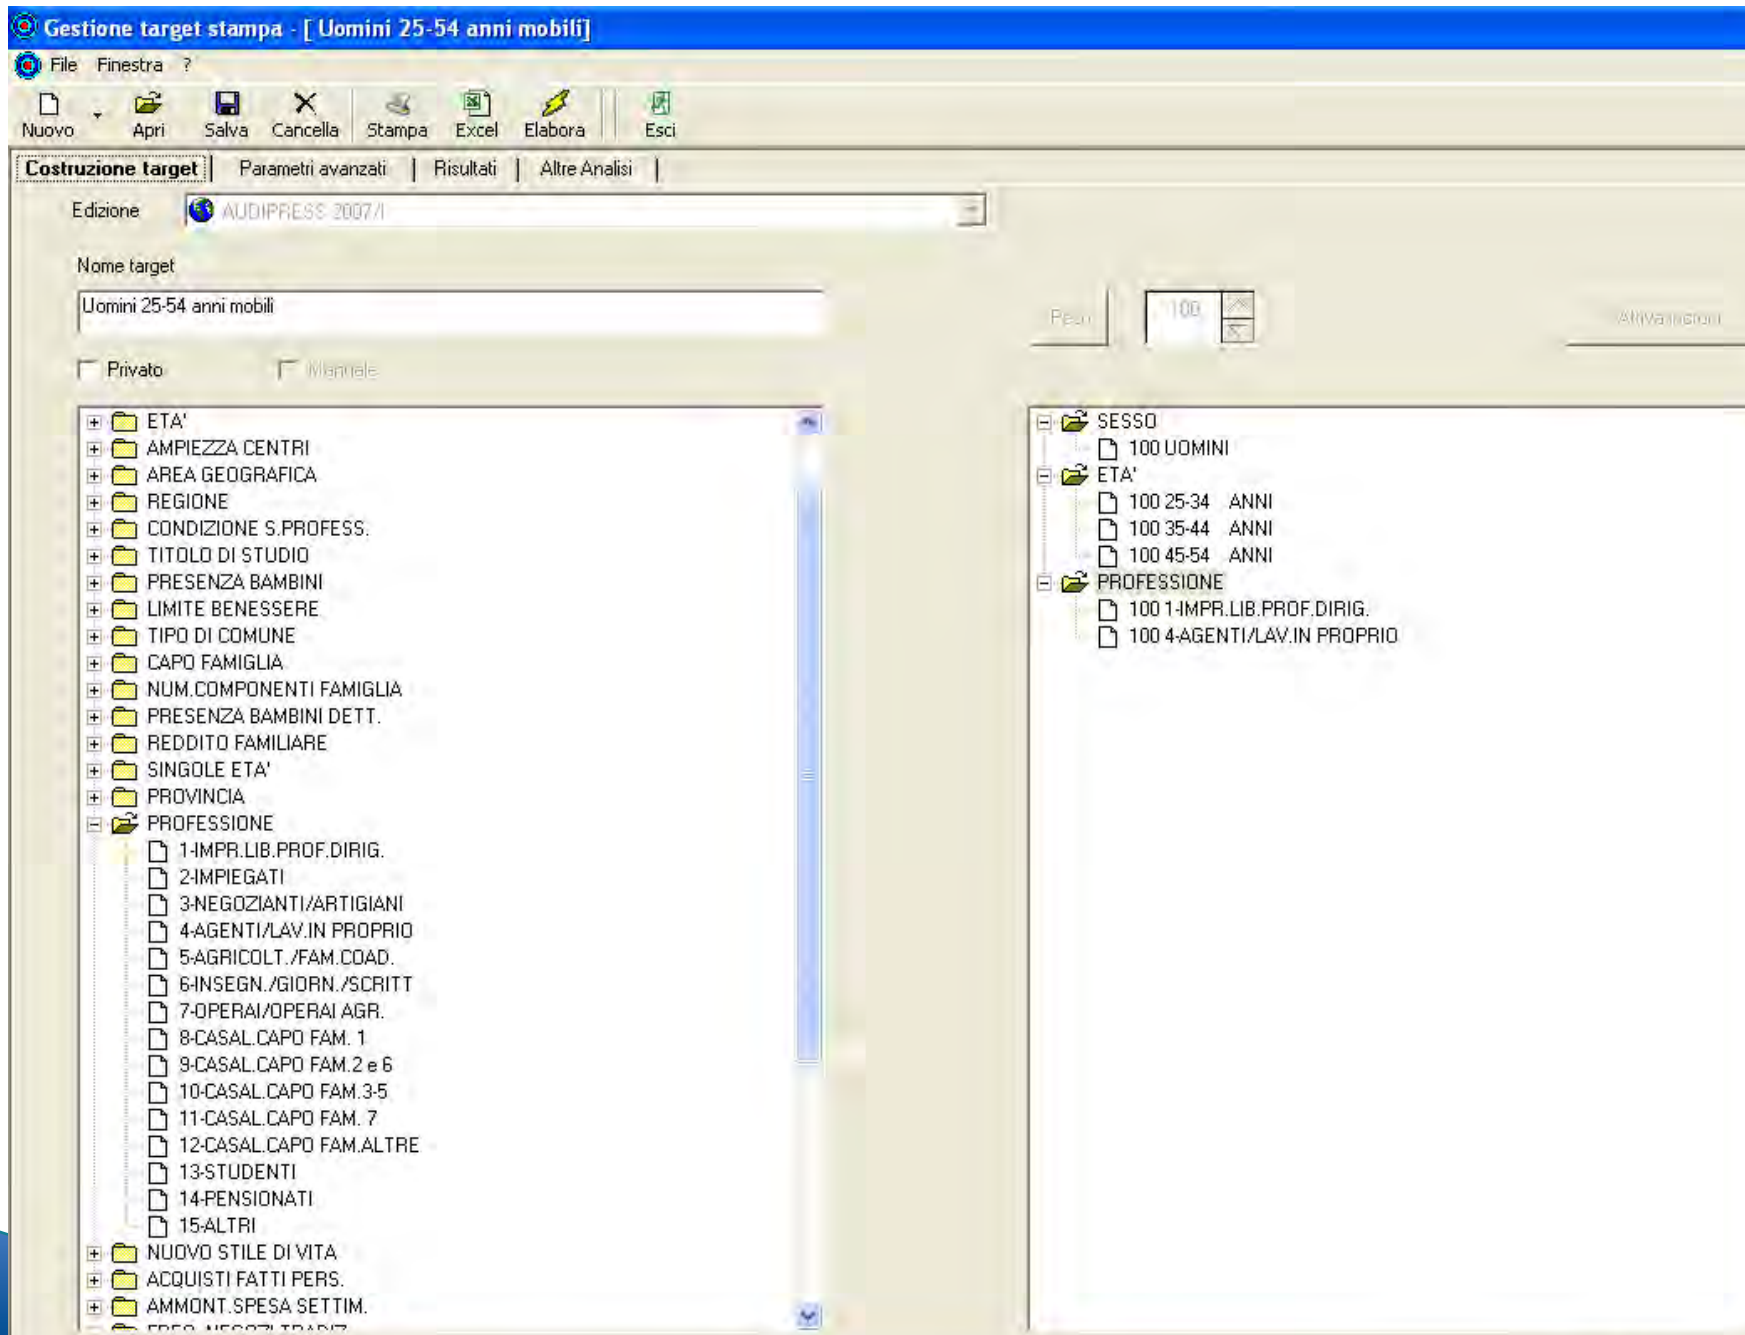 Gestione target stampa - [ Uomini 25-54 anni mobili]
File Finestra ?
Nuovo Apri Salva Cancella Stampa Excel Elabora Esci
Costruzione target Parametri avanzati Risultati Altre Analisi
Edizione AUDIPRESS 2007/I
Nome target
Uomini 25-54 anni mobili
100
Privato Manuale
ETA'
AMPIEZZA CENTRI
AREA GEOGRAFICA
REGIONE
CONDIZIONE S.PROFESS.
TITOLO DI STUDIO
PRESENZA BAMBINI
LIMITE BENESSERE
TIPO DI COMUNE
CAPO FAMIGLIA
NUM.COMPONENTI FAMIGLIA
PRESENZA BAMBINI DETT.
REDDITO FAMILIARE
SINGOLE ETA'
PROVINCIA
PROFESSIONE
1-IMPR.LIB.PROF.DIRIG.
2-IMPIEGATI
3-NEGOZIANTI/ARTIGIANI
4-AGENTI/LAV.IN PROPRIO
5-AGRICOLT./FAM.COAD.
6-INSEGN./GIORN./SCRITT
7-OPERAI/OPERAI AGR.
8-CASAL.CAPO FAM. 1
9-CASAL.CAPO FAM.2 e 6
10-CASAL.CAPO FAM.3-5
11-CASAL.CAPO FAM. 7
12-CASAL.CAPO FAM.ALTRE
13-STUDENTI
14-PENSIONATI
15-ALTRI
NUOVO STILE DI VITA
ACQUISTI FATTI PERS.
AMMONT.SPESA SETTIM.
SESSO
100 UOMINI
ETA'
100 25-34 ANNI
100 35-44 ANNI
100 45-54 ANNI
PROFESSIONE
100 1-IMPR.LIB.PROF.DIRIG.
100 4-AGENTI/LAV.IN PROPRIO